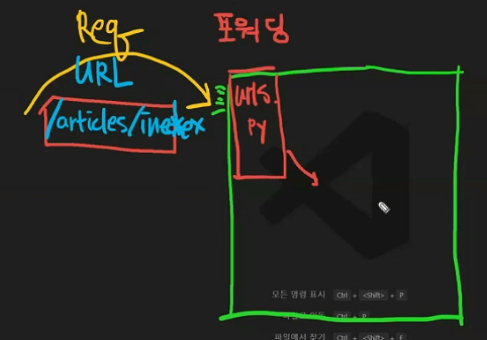 Req
포워딩
URL
/articles/index
urls.
py
모든 명령 표시 Ctrl + <Shift> + P
Ctrl + P
파일에서 찾기 Ctrl + <Shift> + F